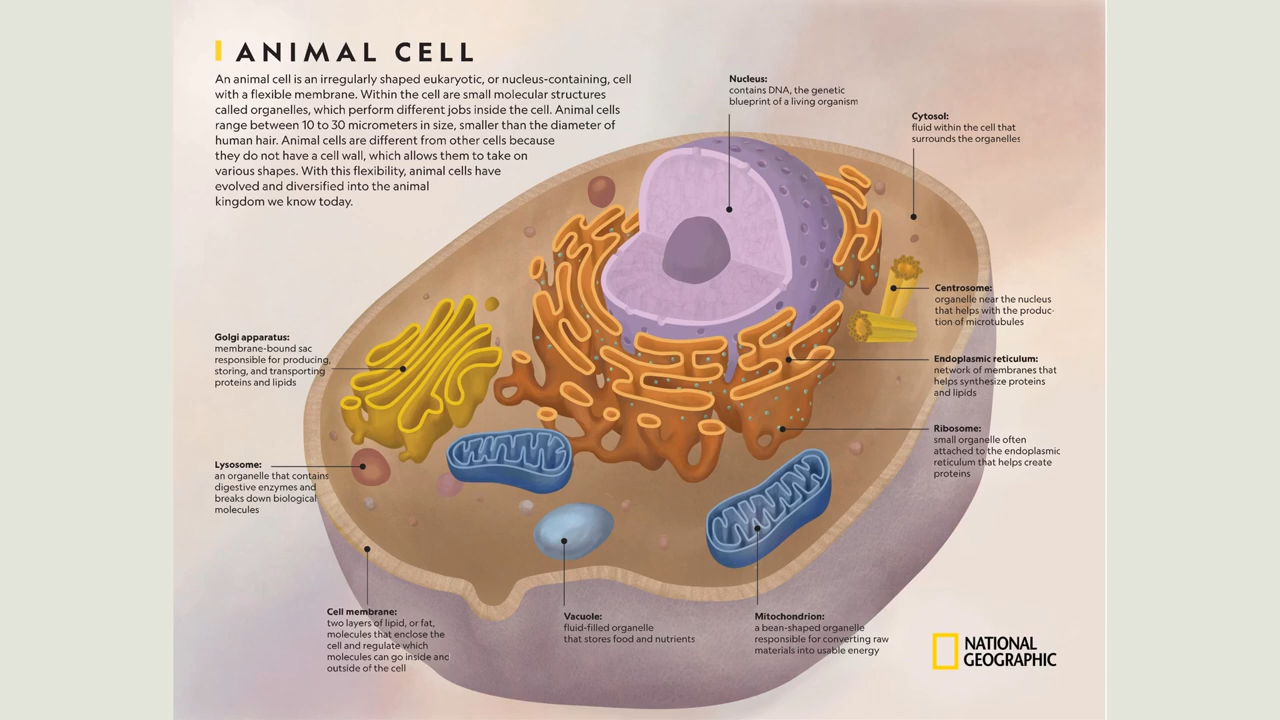 ANIMAL CELL
An animal cell is an irregularly shaped eukaryotic, or nucleus-containing, cell
with a flexible membrane. Within the cell are small molecular structures
called organelles, which perform different jobs inside the cell. Animal cells
range between 10 to 30 micrometers in size, smaller than the diameter of
human hair. Animal cells are different from other cells because
they do not have a cell wall, which allows them to take on
various shapes. With this flexibility, animal cells have
evolved and diversified into the animal
kingdom we know today.
Nucleus:
contains DNA, the genetic
blueprint of a living organism
Cytosol:
fluid within the cell that
surrounds the organelles
Centrosome:
organelle near the nucleus
that helps with the produc-
tion of microtubules
Endoplasmic reticulum:
network of membranes that
helps synthesize proteins
and lipids
Ribosome:
small organelle often
attached to the endoplasmic
reticulum that helps create
proteins
Golgi apparatus:
membrane-bound sac
responsible for producing,
storing, and transporting
proteins and lipids
Lysosome:
an organelle that contains
digestive enzymes and
breaks down biological
molecules
Cell membrane:
two layers of lipid, or fat,
molecules that enclose the
cell and regulate which
molecules can go inside and
outside of the cell
Vacuole:
fluid-filled organelle
that stores food and nutrients
Mitochondrion:
a bean-shaped organelle
responsible for converting raw
materials into usable energy
NATIONAL
GEOGRAPHIC